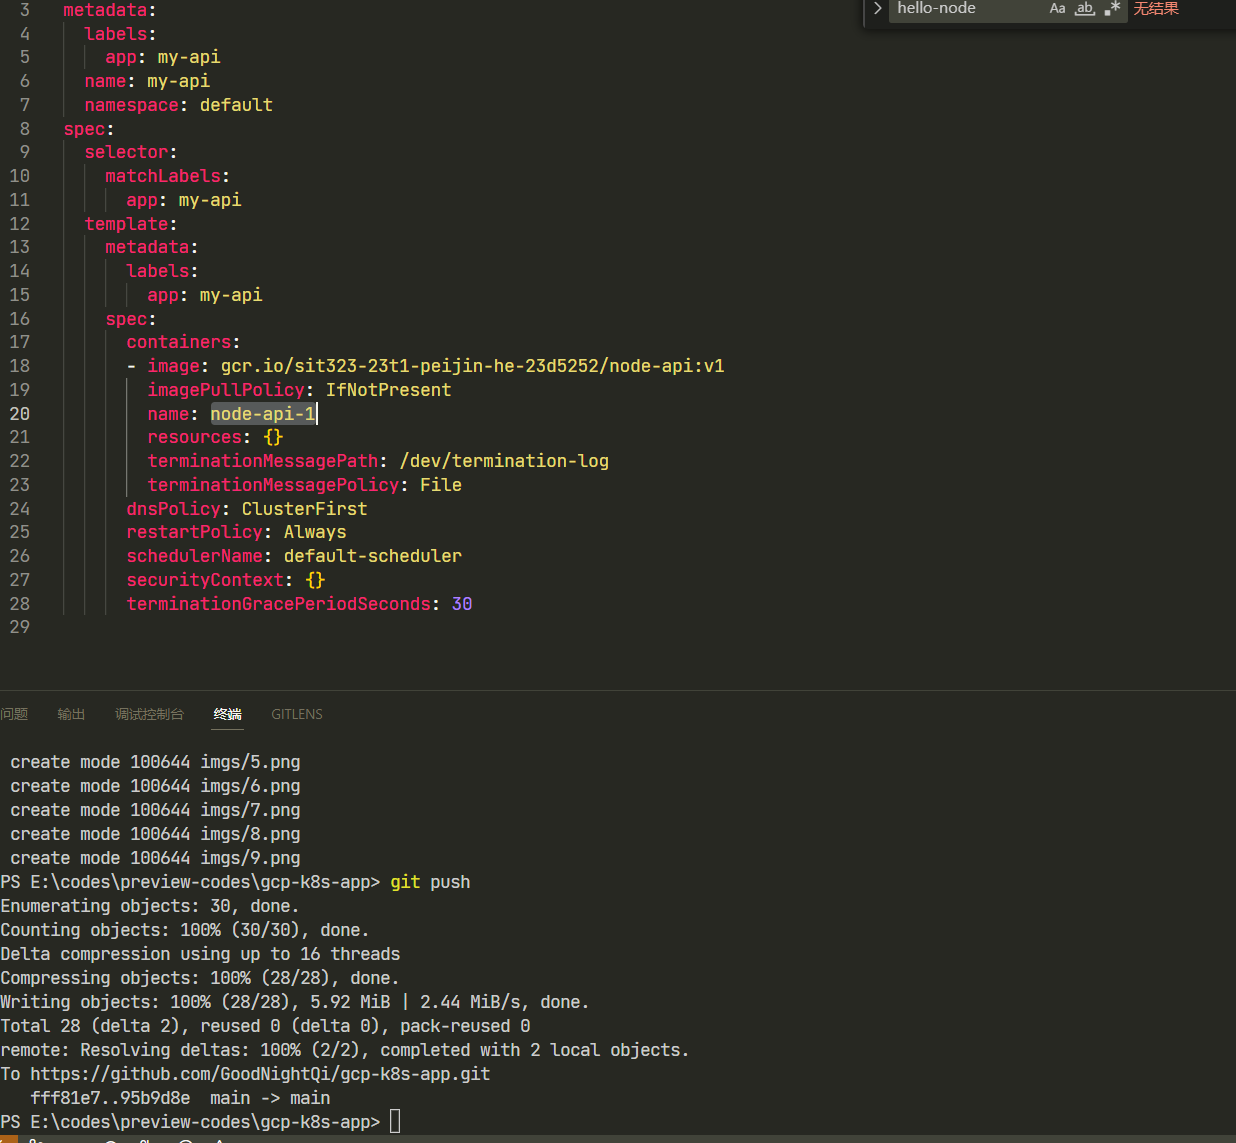 hello-node Aa ab .* 无结果
3 metadata:
4 labels:
5 app: my-api
6 name: my-api
7 namespace: default
8 spec:
9 selector:
10 matchLabels:
11 app: my-api
12 template:
13 metadata:
14 labels:
15 app: my-api
16 spec:
17 containers:
18 - image: gcr.io/sit323-23t1-peijin-he-23d5252/node-api:v1
19 imagePullPolicy: IfNotPresent
20 name: node-api-1
21 resources: {}
22 terminationMessagePath: /dev/termination-log
23 terminationMessagePolicy: File
24 dnsPolicy: ClusterFirst
25 restartPolicy: Always
26 schedulerName: default-scheduler
27 securityContext: {}
28 terminationGracePeriodSeconds: 30
29
问题 输出 调试控制台 终端 GITLENS
create mode 100644 imgs/5.png
create mode 100644 imgs/6.png
create mode 100644 imgs/7.png
create mode 100644 imgs/8.png
create mode 100644 imgs/9.png
PS E:\codes\preview-codes\gcp-k8s-app> git push
Enumerating objects: 30, done.
Counting objects: 100% (30/30), done.
Delta compression using up to 16 threads
Compressing objects: 100% (28/28), done.
Writing objects: 100% (28/28), 5.92 MiB | 2.44 MiB/s, done.
Total 28 (delta 2), reused 0 (delta 0), pack-reused 0
remote: Resolving deltas: 100% (2/2), completed with 2 local objects.
To https://github.com/GoodNightQi/gcp-k8s-app.git
fff81e7..95b9d8e main -> main
PS E:\codes\preview-codes\gcp-k8s-app>